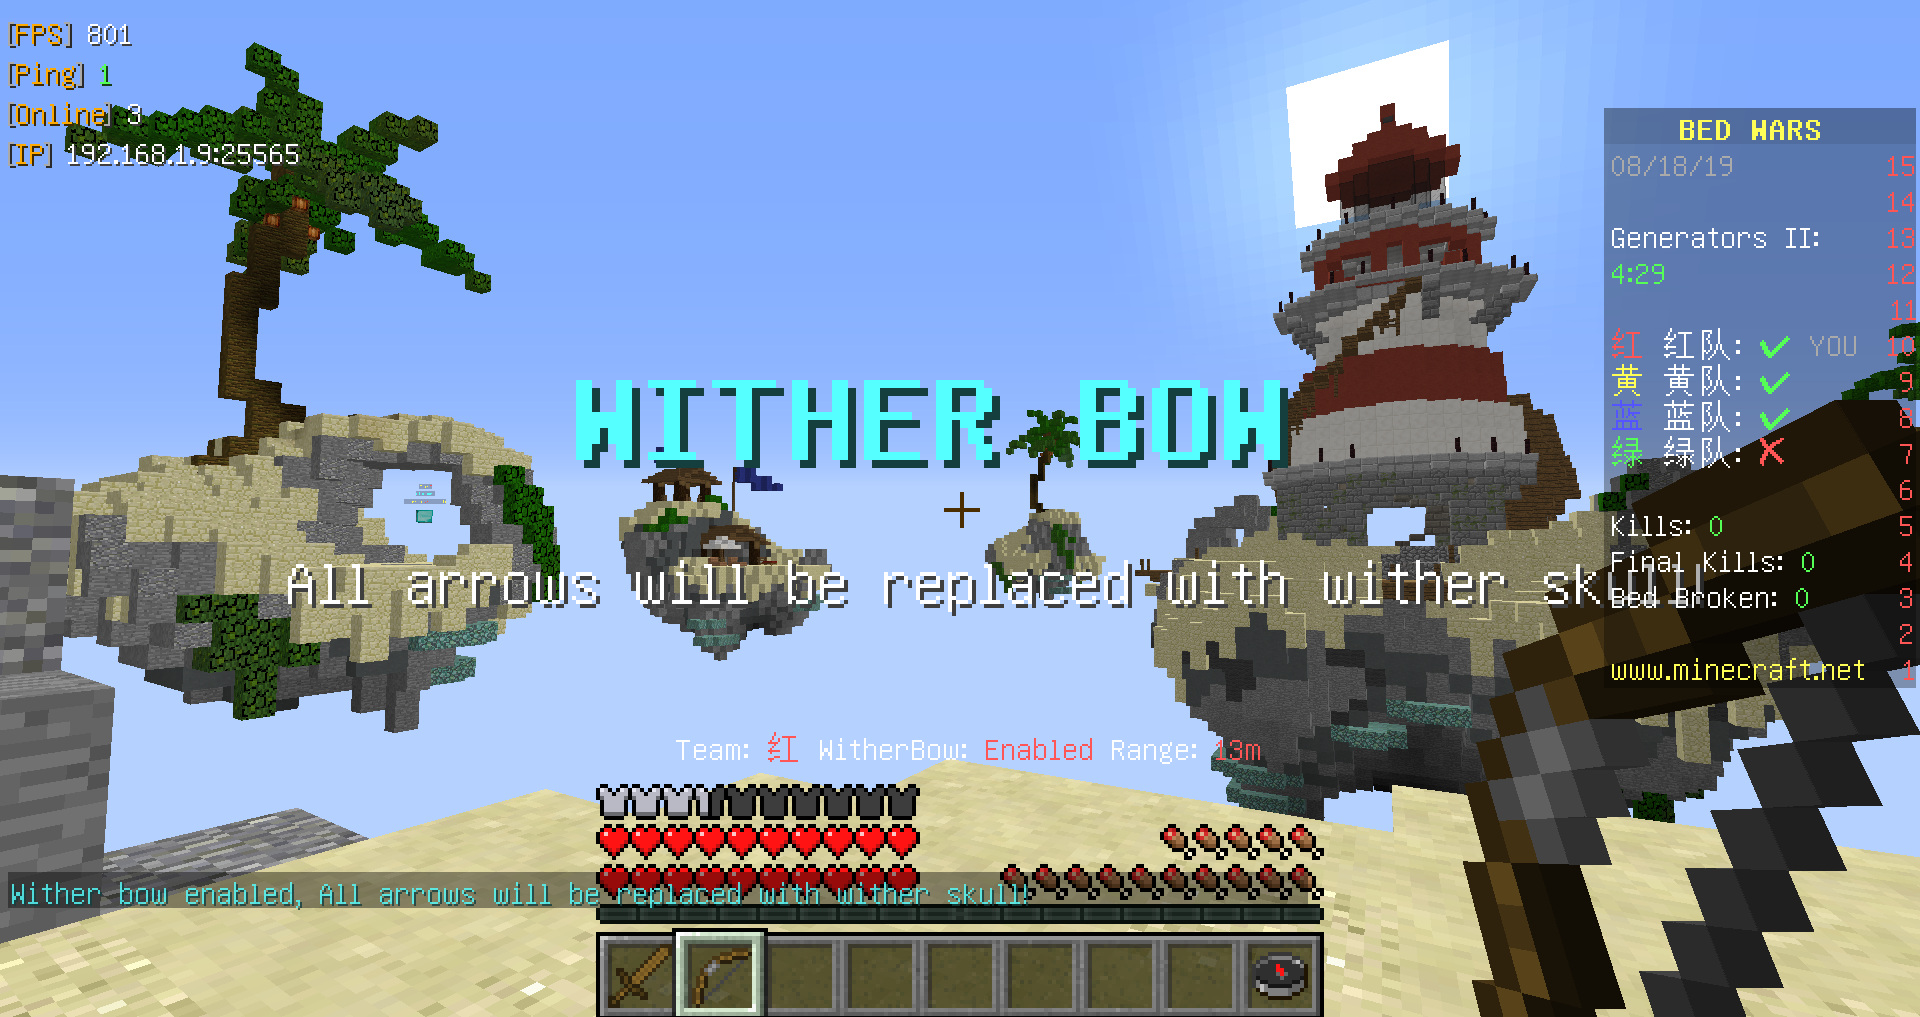 [FPS] 801
[Ping] 1
[Online] 3
[IP] 192.168.1.9:25565
BED WARS
08/18/19 15
14
Generators II: 13
4:29 12
11
红 红队: ✔ YOU 10
黄 黄队: ✔ 9
蓝 蓝队: ✔ 8
绿 绿队: ✘ 7
6
Kills: 0 5
Final Kills: 0 4
Bed Broken: 0 3
2
www.minecraft.net 1
WITHER BOW
All arrows will be replaced with wither skull
Team: 红 WitherBow: Enabled Range: 13m
Wither bow enabled, All arrows will be replaced with wither skull!